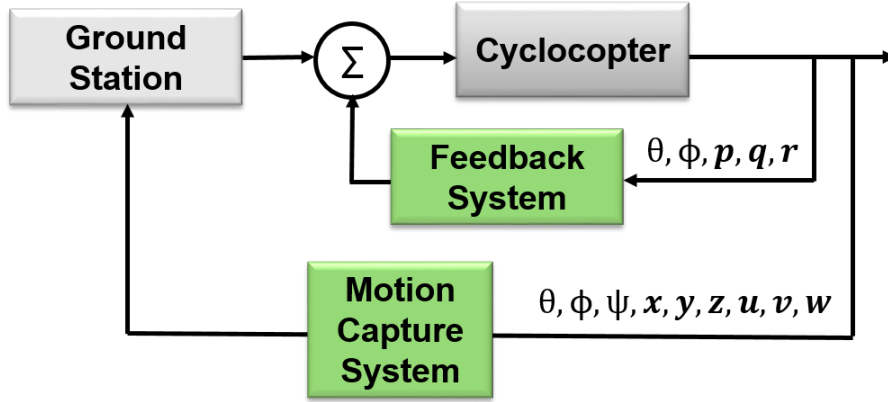 Ground
Station
Σ
Cyclocopter
Feedback
System
θ, ϕ, p, q, r
Motion
Capture
System
θ, ϕ, ψ, x, y, z, u, v, w